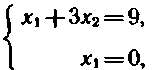 x₁ + 3x₂ = 9,
x₁ = 0,